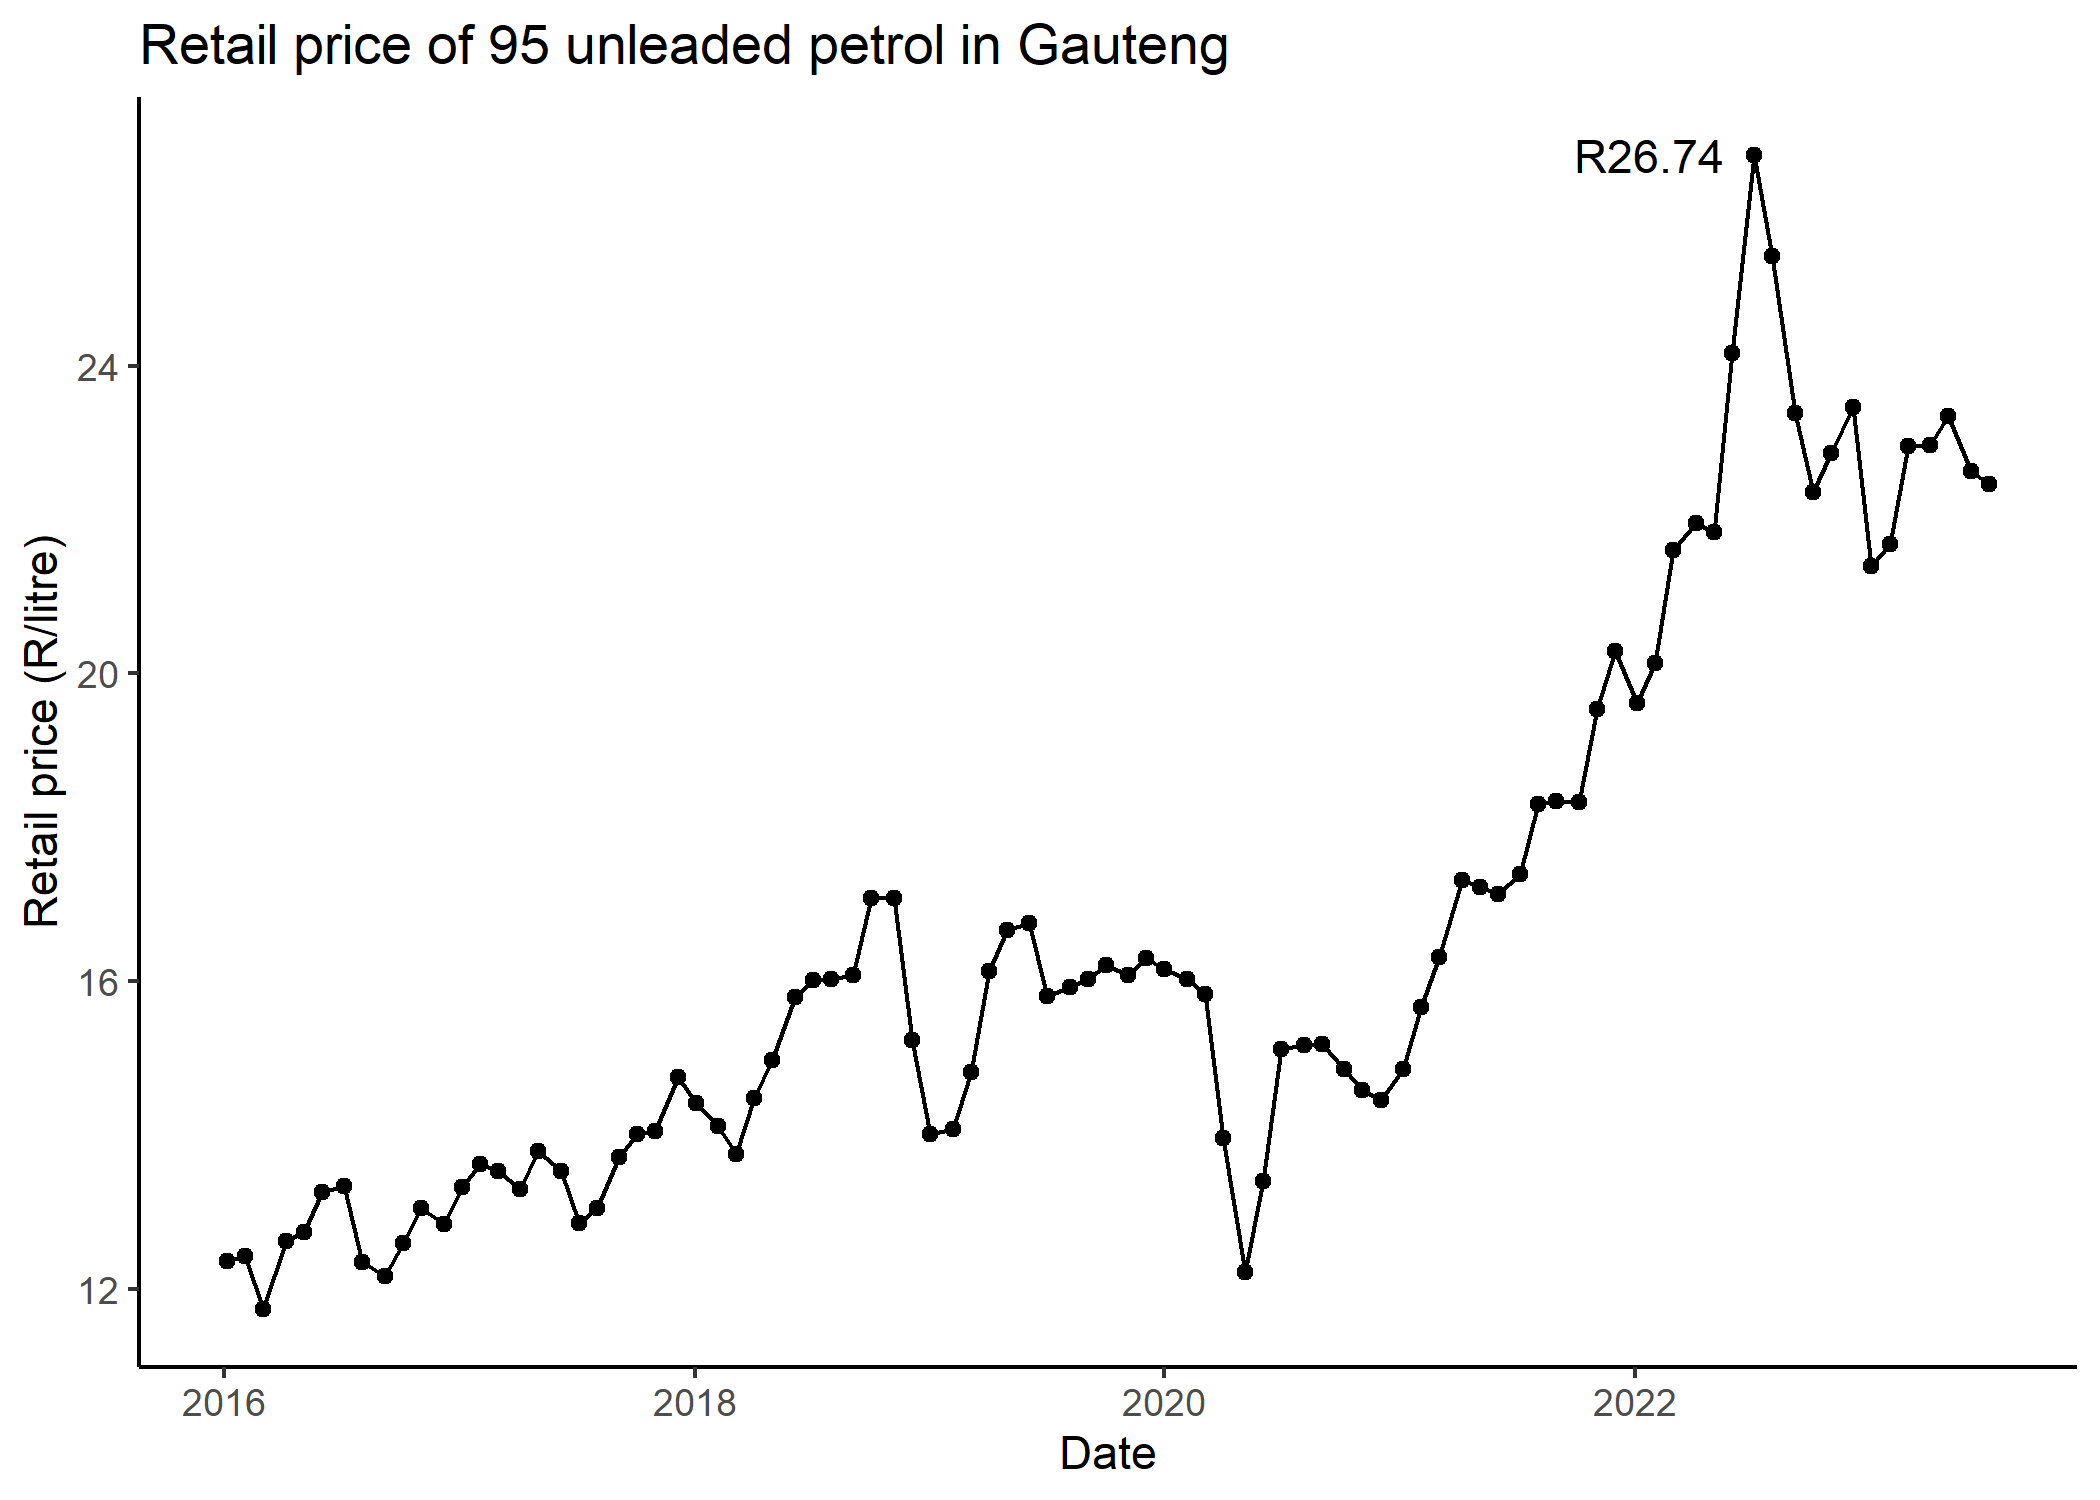 Retail price of 95 unleaded petrol in Gauteng
R26.74
24
20
16
12
Retail price (R/litre)
2016 2018 2020 2022
Date